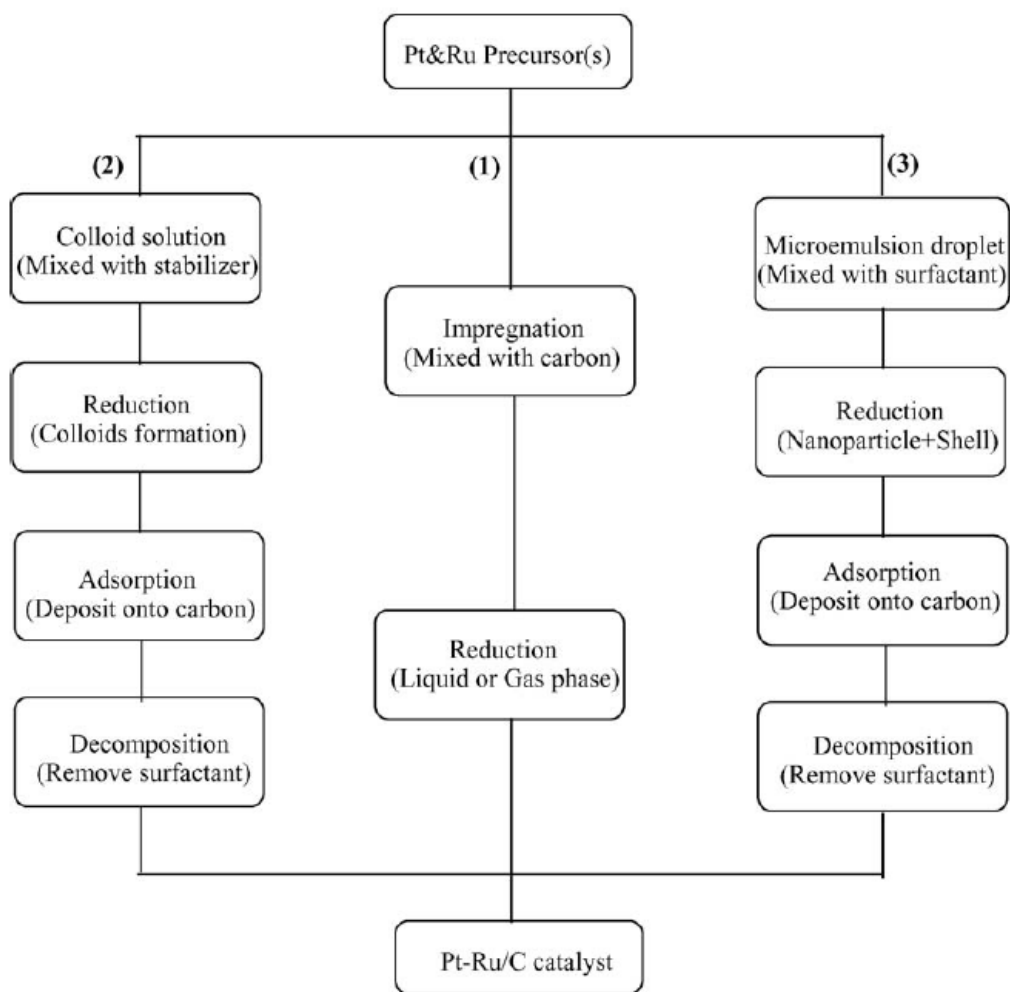 Pt&Ru Precursor(s)
(2)
(1)
(3)
Colloid solution
(Mixed with stabilizer)
Reduction
(Colloids formation)
Adsorption
(Deposit onto carbon)
Decomposition
(Remove surfactant)
Impregnation
(Mixed with carbon)
Reduction
(Liquid or Gas phase)
Microemulsion droplet
(Mixed with surfactant)
Reduction
(Nanoparticle+Shell)
Adsorption
(Deposit onto carbon)
Decomposition
(Remove surfactant)
Pt-Ru/C catalyst